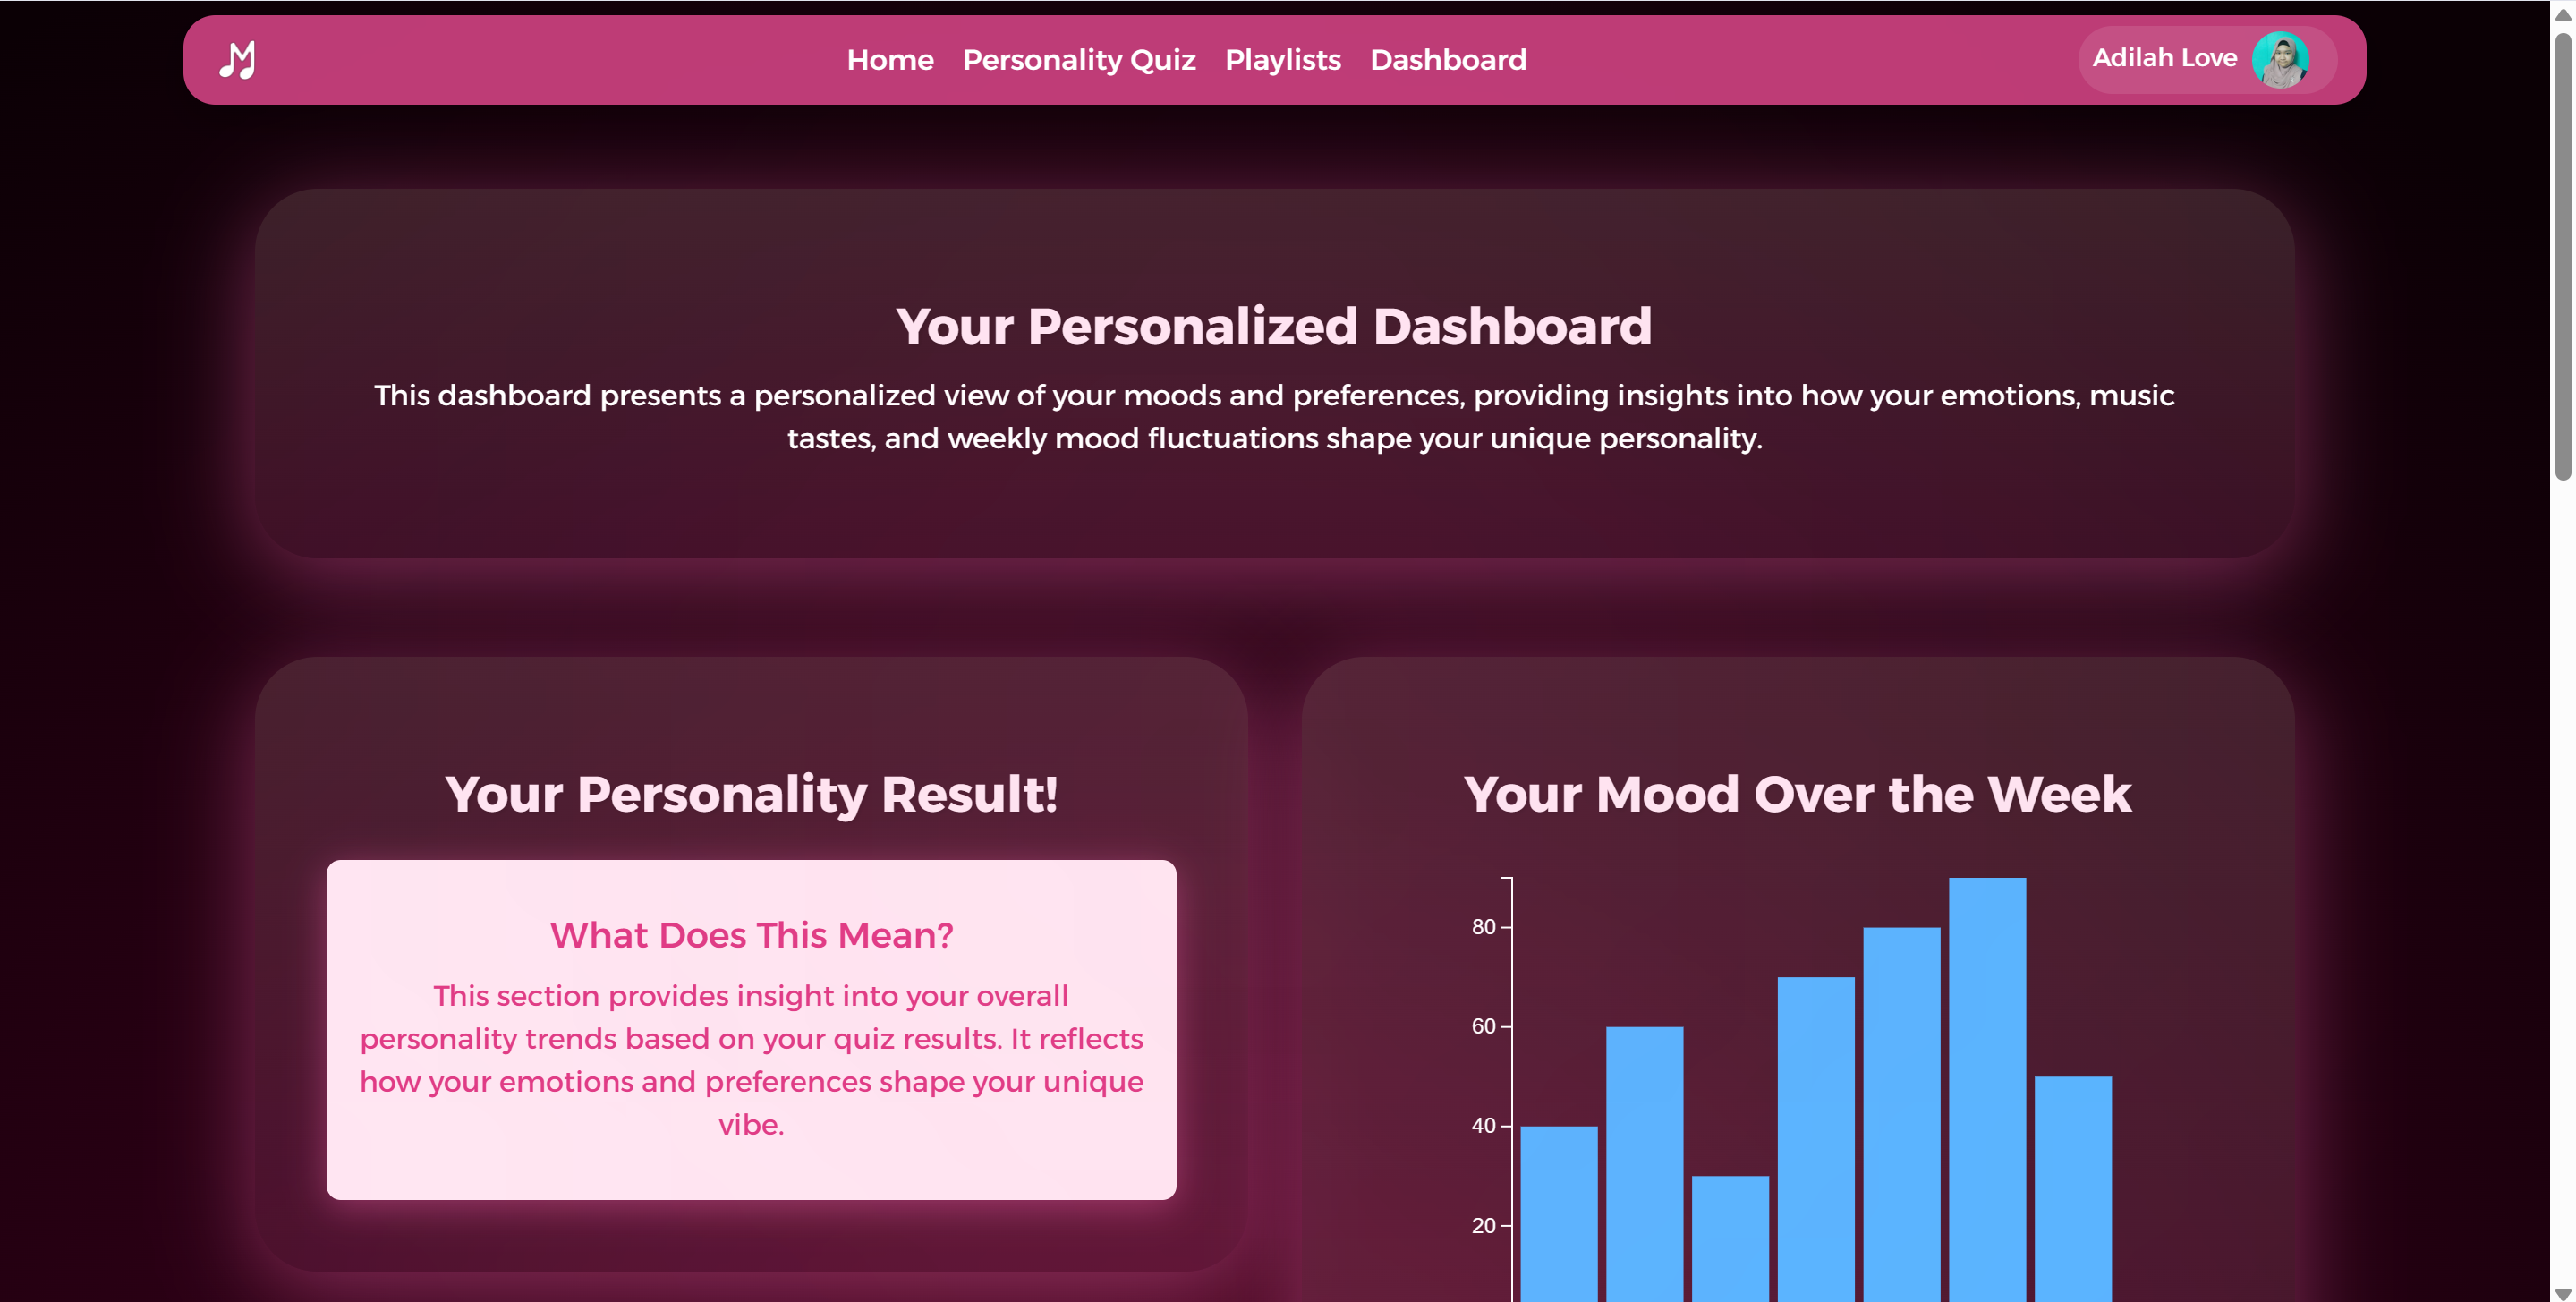 Home Personality Quiz Playlists Dashboard
Adilah Love
Your Personalized Dashboard
This dashboard presents a personalized view of your moods and preferences, providing insights into how your emotions, music
tastes, and weekly mood fluctuations shape your unique personality.
Your Personality Result!
What Does This Mean?
This section provides insight into your overall
personality trends based on your quiz results. It reflects
how your emotions and preferences shape your unique
vibe.
Your Mood Over the Week
80
60
40
20